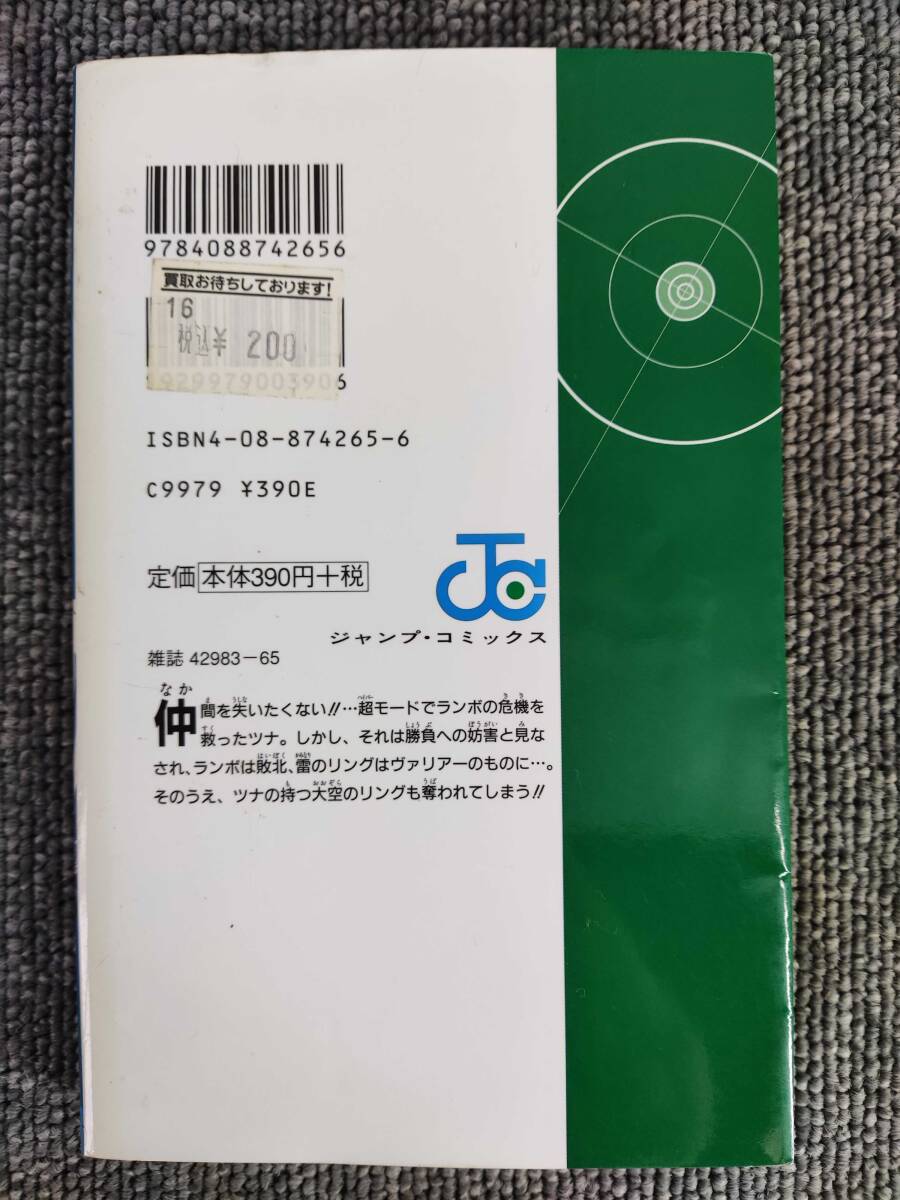 9784088742656
買取お待ちしております!
16
税込¥ 200
1929979003906
ISBN4-08-874265-6
C9979 ¥390E
定価 本体390円+税
JC
ジャンプ・コミックス
雑誌 42983-65
仲間を失いたくない!!…超モードでランボの危機を
救ったツナ。しかし、それは勝負への妨害と見な
され、ランボは敗北、雷のリングはヴァリアーのものに…。
そのうえ、ツナの持つ大空のリングも奪われてしまう!!